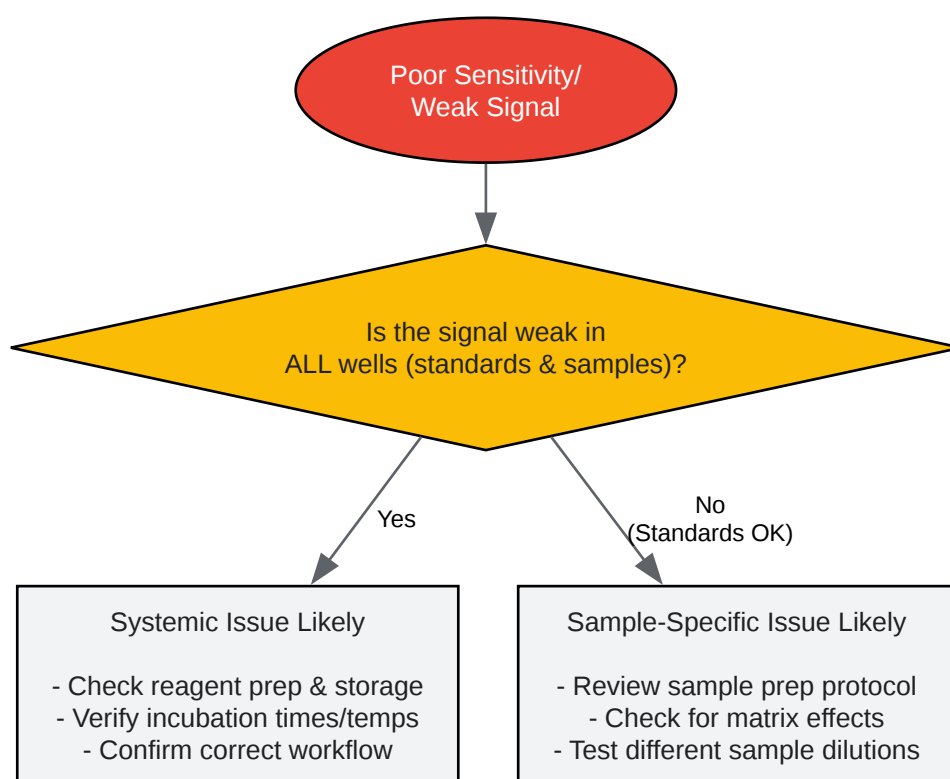 Poor Sensitivity/
Weak Signal
Is the signal weak in
ALL wells (standards & samples)?
Yes
No
(Standards OK)
Systemic Issue Likely
- Check reagent prep & storage
- Verify incubation times/temps
- Confirm correct workflow
Sample-Specific Issue Likely
- Review sample prep protocol
- Check for matrix effects
- Test different sample dilutions